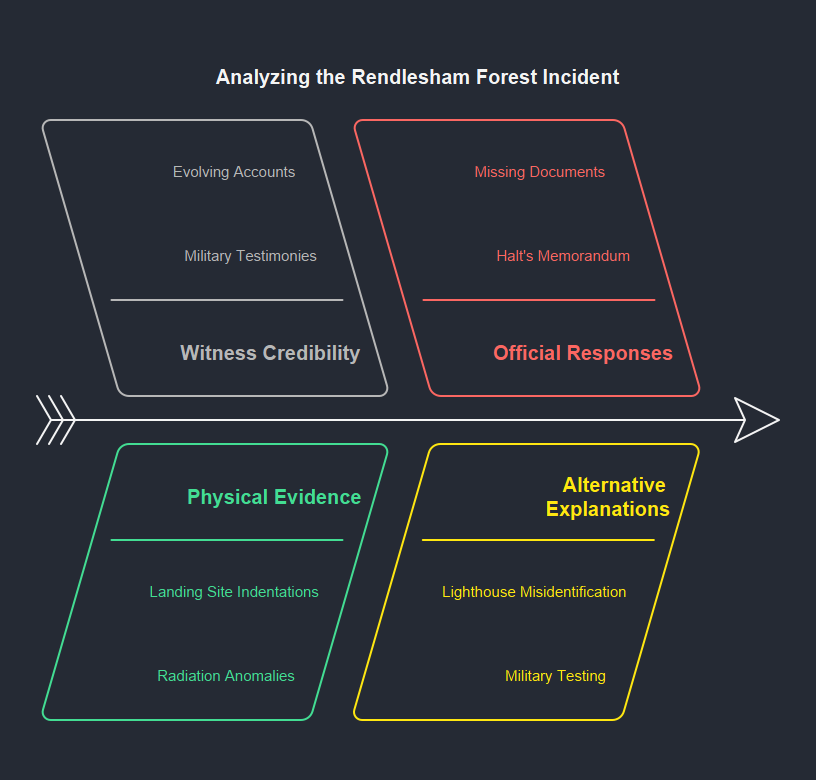 Analyzing the Rendlesham Forest Incident
Evolving Accounts
Military Testimonies
Witness Credibility
Missing Documents
Halt's Memorandum
Official Responses
Physical Evidence
Landing Site Indentations
Radiation Anomalies
Alternative
Explanations
Lighthouse Misidentification
Military Testing